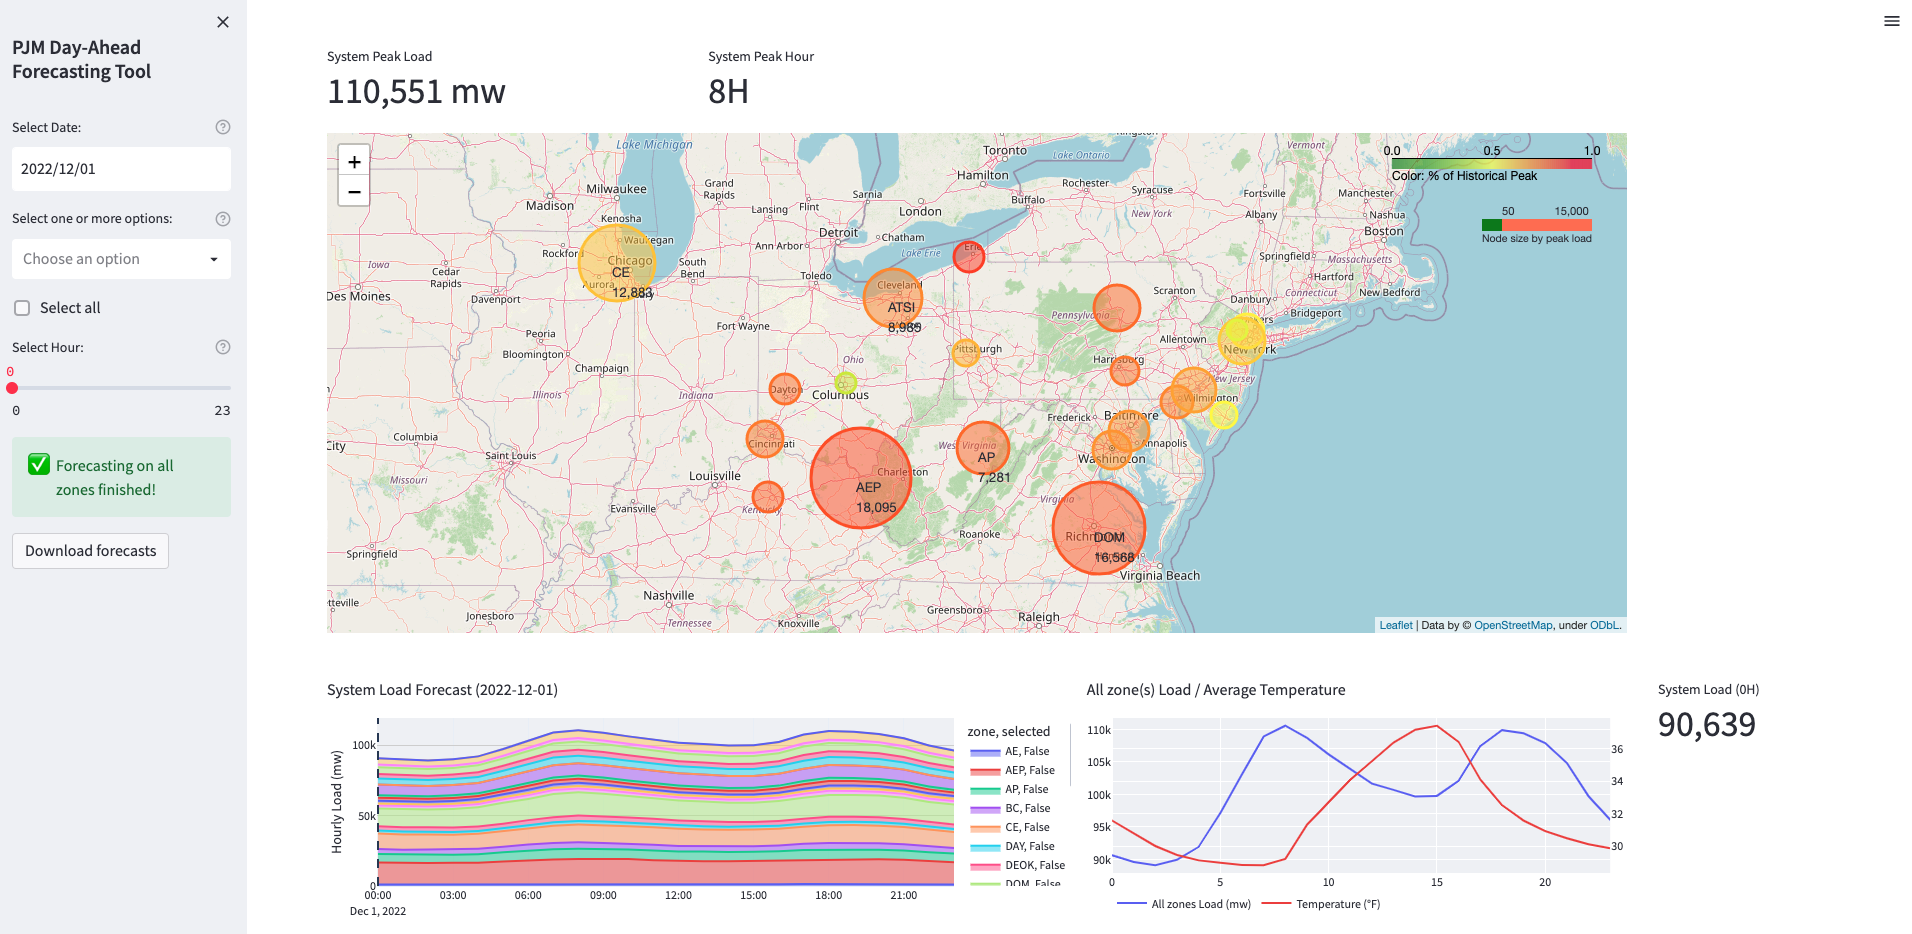 PJM Day-Ahead
Forecasting Tool
Select Date:
2022/12/01
Select one or more options:
Choose an option
Select all
Select Hour:
0
0 23
Forecasting on all
zones finished!
Download forecasts
System Peak Load
110,551 mw
System Peak Hour
8H
+
−
0.0 0.5 1.0
Color: % of Historical Peak
50 15,000
Node size by peak load
Lake Michigan
Toronto
Lake Ontario
Vermont
Hamilton
Milwaukee
Grand
Rapids
Sarnia
Rochester
Syracuse
Fortsville
Manchester
Madison
Lansing
Flint
London
Buffalo
New York
Albany
Nashua
Kenosha
Detroit
Chatham
Boston
Rockford
Waukegan
Ann Arbor
Lake Erie
Erie
Springfield
Massachusetts
Iowa
Chicago
South
Bend
Toledo
Cedar
Rapids
CE
Aurora
12,883
Cleveland
Scranton
Hartford
Connecticut
New Bedford
Des Moines
Davenport
ATSI
8,985
Danbury
Bridgeport
Pennsylvania
Fort Wayne
Peoria
Bloomington
Pittsburgh
Allentown
New York
Champaign
Ohio
Harrisburg
New Jersey
Dayton
Columbus
Illinois
Indiana
Wilmington
Frederick
Baltimore
City
Columbia
Cincinnati
West Virginia
Annapolis
Saint Louis
AP
7,281
Washington
Missouri
Louisville
Charleston
AEP
18,095
Virginia
Evansville
Kentucky
Richmond
DOM
16,568
Roanoke
Springfield
Virginia Beach
Nashville
Jonesboro
Tennessee
Knoxville
Greensboro
Raleigh
Leaflet | Data by © OpenStreetMap, under ODbL.
System Load Forecast (2022-12-01)
Hourly Load (mw)
100k
50k
0
00:00 03:00 06:00 09:00 12:00 15:00 18:00 21:00
Dec 1, 2022
zone, selected
AE, False
AEP, False
AP, False
BC, False
CE, False
DAY, False
DEOK, False
DOM, False
All zone(s) Load / Average Temperature
110k
105k
100k
95k
90k
36
34
32
30
0 5 10 15 20
All zones Load (mw) Temperature (°F)
System Load (0H)
90,639